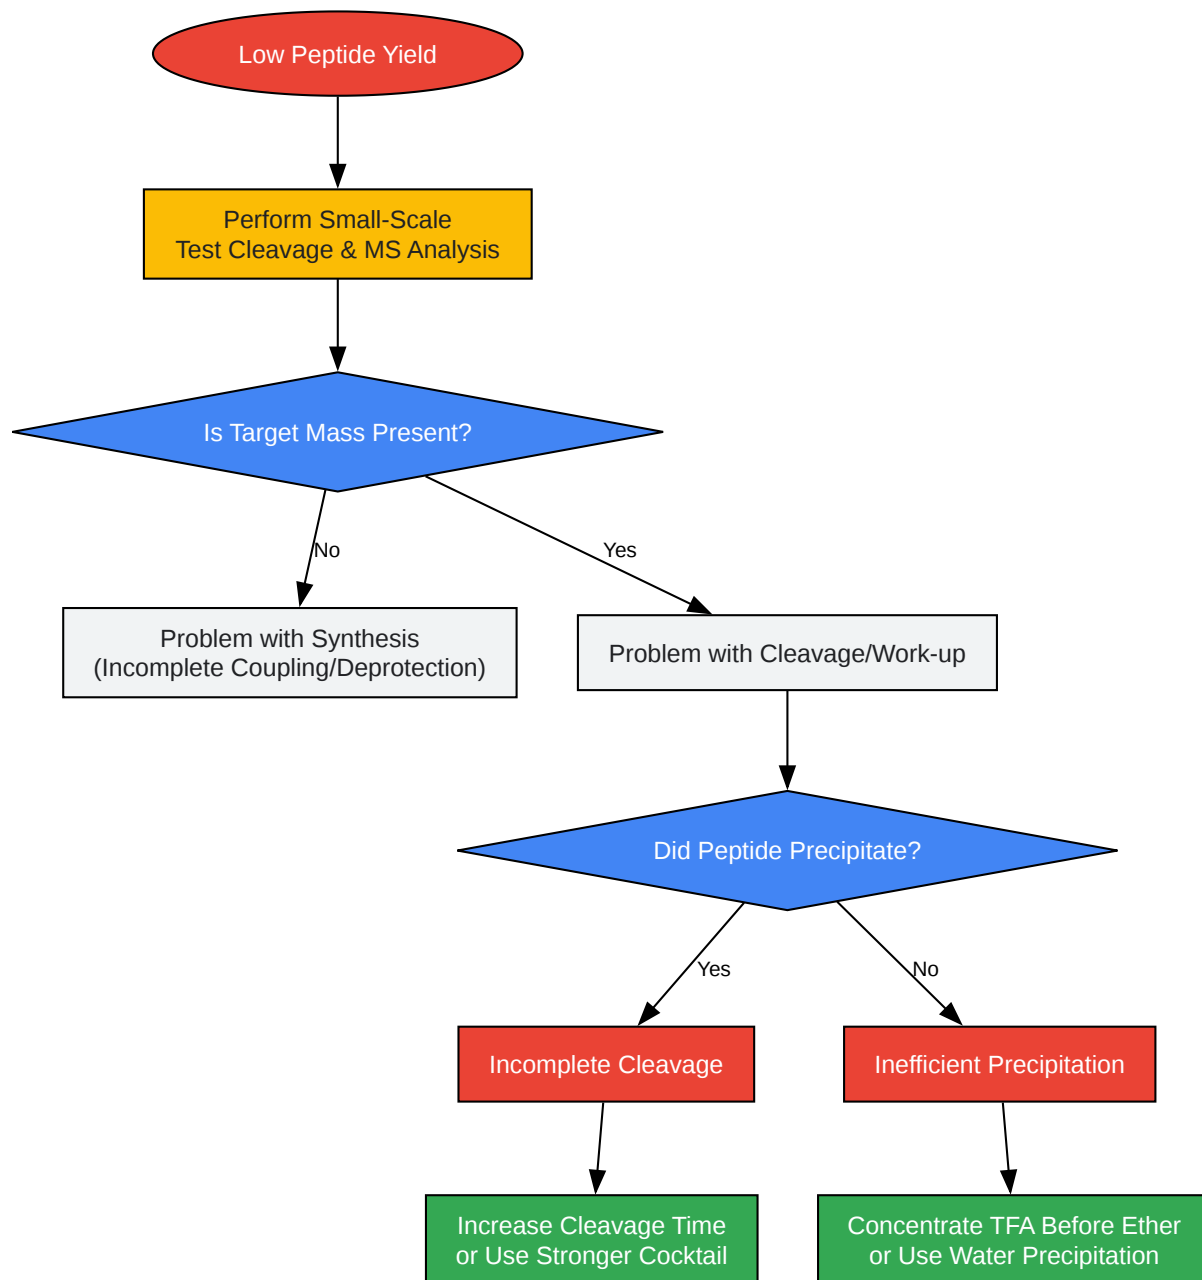 Low Peptide Yield
Perform Small-Scale
Test Cleavage & MS Analysis
Is Target Mass Present?
No
Yes
Problem with Synthesis
(Incomplete Coupling/Deprotection)
Problem with Cleavage/Work-up
Did Peptide Precipitate?
Yes
No
Incomplete Cleavage
Inefficient Precipitation
Increase Cleavage Time
or Use Stronger Cocktail
Concentrate TFA Before Ether
or Use Water Precipitation